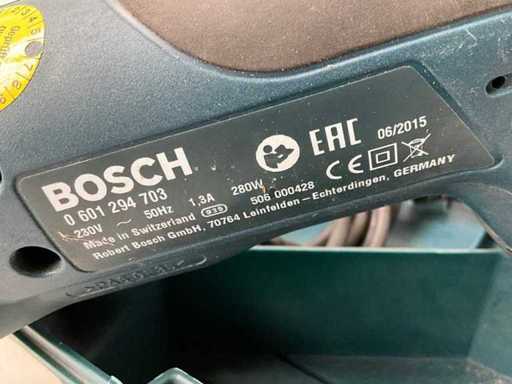 BOSCH
0 601 294 703
230V ~ 50Hz 1,3A 280W
EAC 06/2015
506 000428
Made in Switzerland 935
Robert Bosch GmbH, 70764 Leinfelden - Echterdingen, GERMANY
CE